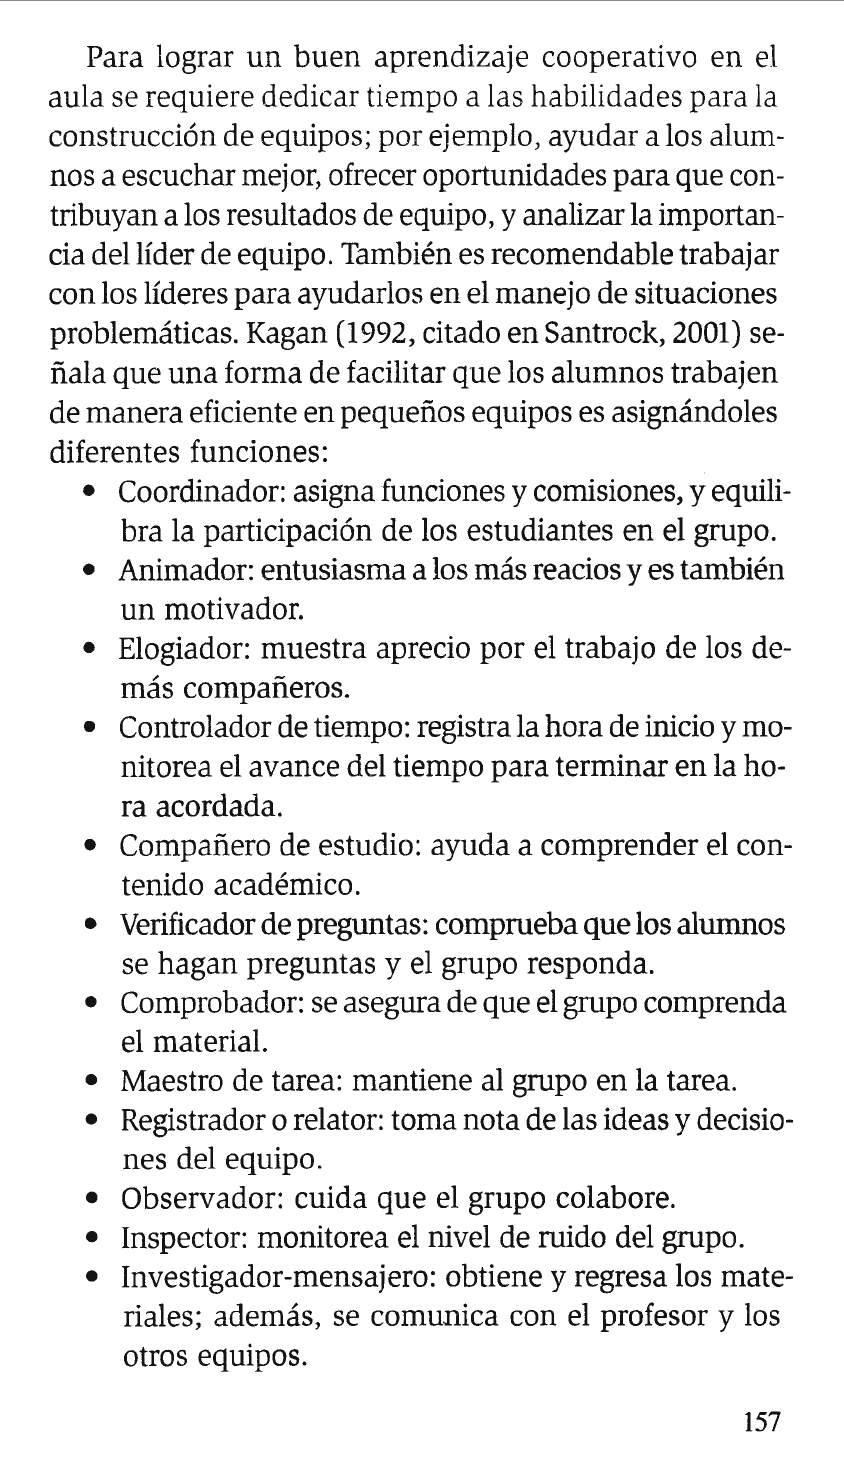 Para lograr un buen aprendizaje cooperativo en el
aula se requiere dedicar tiempo a las habilidades para la
construcción de equipos; por ejemplo, ayudar a los alum-
nos a escuchar mejor, ofrecer oportunidades para que con-
tribuyan a los resultados de equipo, y analizar la importan-
cia del líder de equipo. También es recomendable trabajar
con los líderes para ayudarlos en el manejo de situaciones
problemáticas. Kagan (1992, citado en Santrock, 2001) se-
ñala que una forma de facilitar que los alumnos trabajen
de manera eficiente en pequeños equipos es asignándoles
diferentes funciones:
• Coordinador: asigna funciones y comisiones, y equili-
bra la participación de los estudiantes en el grupo.
• Animador: entusiasma a los más reacios y es también
un motivador.
• Elogiador: muestra aprecio por el trabajo de los de-
más compañeros.
• Controlador de tiempo: registra la hora de inicio y mo-
nitorea el avance del tiempo para terminar en la ho-
ra acordada.
• Compañero de estudio: ayuda a comprender el con-
tenido académico.
• Verificador de preguntas: comprueba que los alumnos
se hagan preguntas y el grupo responda.
• Comprobador: se asegura de que el grupo comprenda
el material.
• Maestro de tarea: mantiene al grupo en la tarea.
• Registrador o relator: toma nota de las ideas y decisio-
nes del equipo.
• Observador: cuida que el grupo colabore.
• Inspector: monitorea el nivel de ruido del grupo.
• Investigador-mensajero: obtiene y regresa los mate-
riales; además, se comunica con el profesor y los
otros equipos.
157